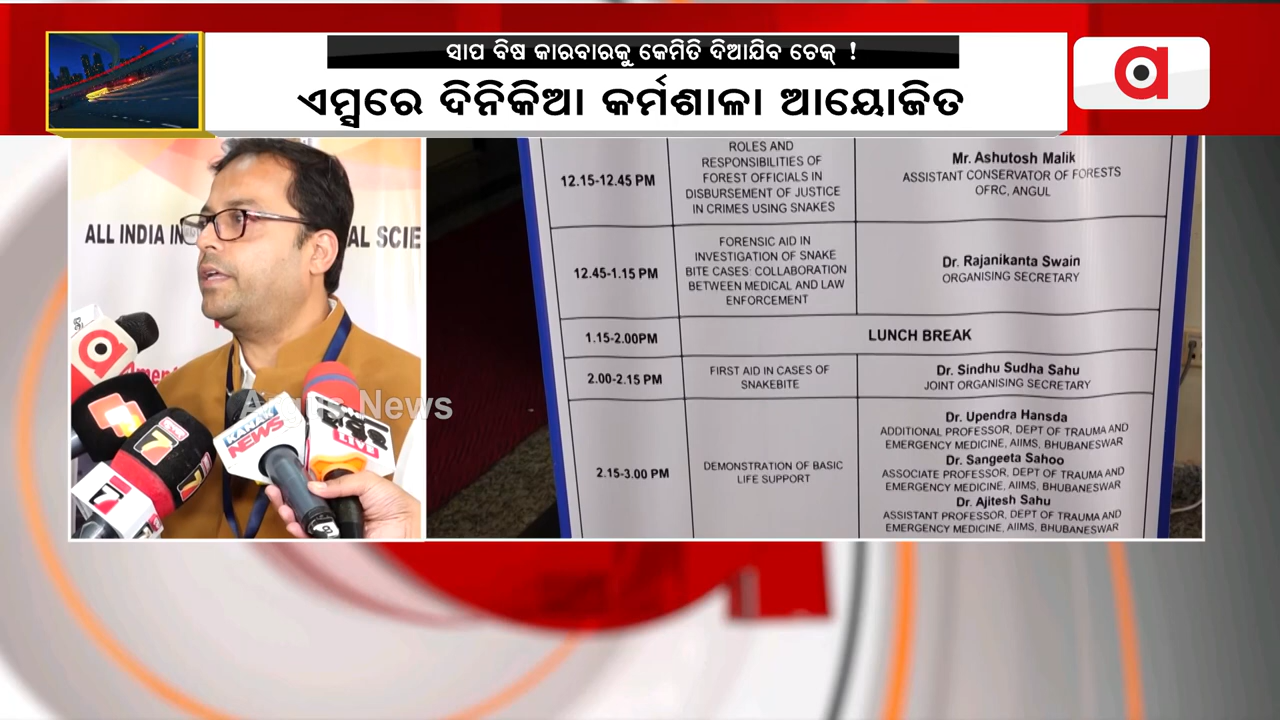 ସାପ ବିଷ କାରବାରକୁ କେମିତି ଦିଆଯିବ ଚେକ୍ !
ଏମ୍ସରେ ଦିନିକିଆ କର୍ମଶାଳା ଆୟୋଜିତ
a
ALL INDIA IN
AL SCIE
a
7
7
KANAK
NEWS
Argus News
12.15-12.45 PM
ROLES AND
RESPONSIBILITIES OF
FOREST OFFICIALS IN
DISBURSEMENT OF JUSTICE
IN CRIMES USING SNAKES
Mr. Ashutosh Malik
ASSISTANT CONSERVATOR OF FORESTS
OFRC, ANGUL
12.45-1.15 PM
FORENSIC AID IN
INVESTIGATION OF SNAKE
BITE CASES: COLLABORATION
BETWEEN MEDICAL AND LAW
ENFORCEMENT
Dr. Rajanikanta Swain
ORGANISING SECRETARY
1.15-2.00PM
LUNCH BREAK
2.00-2.15 PM
FIRST AID IN CASES OF
SNAKEBITE
Dr. Sindhu Sudha Sahu
JOINT ORGANISING SECRETARY
2.15-3.00 PM
DEMONSTRATION OF BASIC
LIFE SUPPORT
Dr. Upendra Hansda
ADDITIONAL PROFESSOR, DEPT OF TRAUMA AND
EMERGENCY MEDICINE, AIIMS, BHUBANESWAR
Dr. Sangeeta Sahoo
ASSOCIATE PROFESSOR, DEPT OF TRAUMA AND
EMERGENCY MEDICINE, AIIMS, BHUBANESWAR
Dr. Ajitesh Sahu
ASSISTANT PROFESSOR, DEPT OF TRAUMA AND
EMERGENCY MEDICINE, AIIMS, BHUBANESWAR